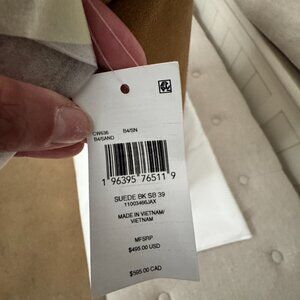 CW636 B4/SN
B4/SAND
1 96395 76511 9
SUEDE BK SB 39
11003466JAX
MADE IN VIETNAM/
VIETNAM
MFSRP
$495.00 USD
$595.00 CAD